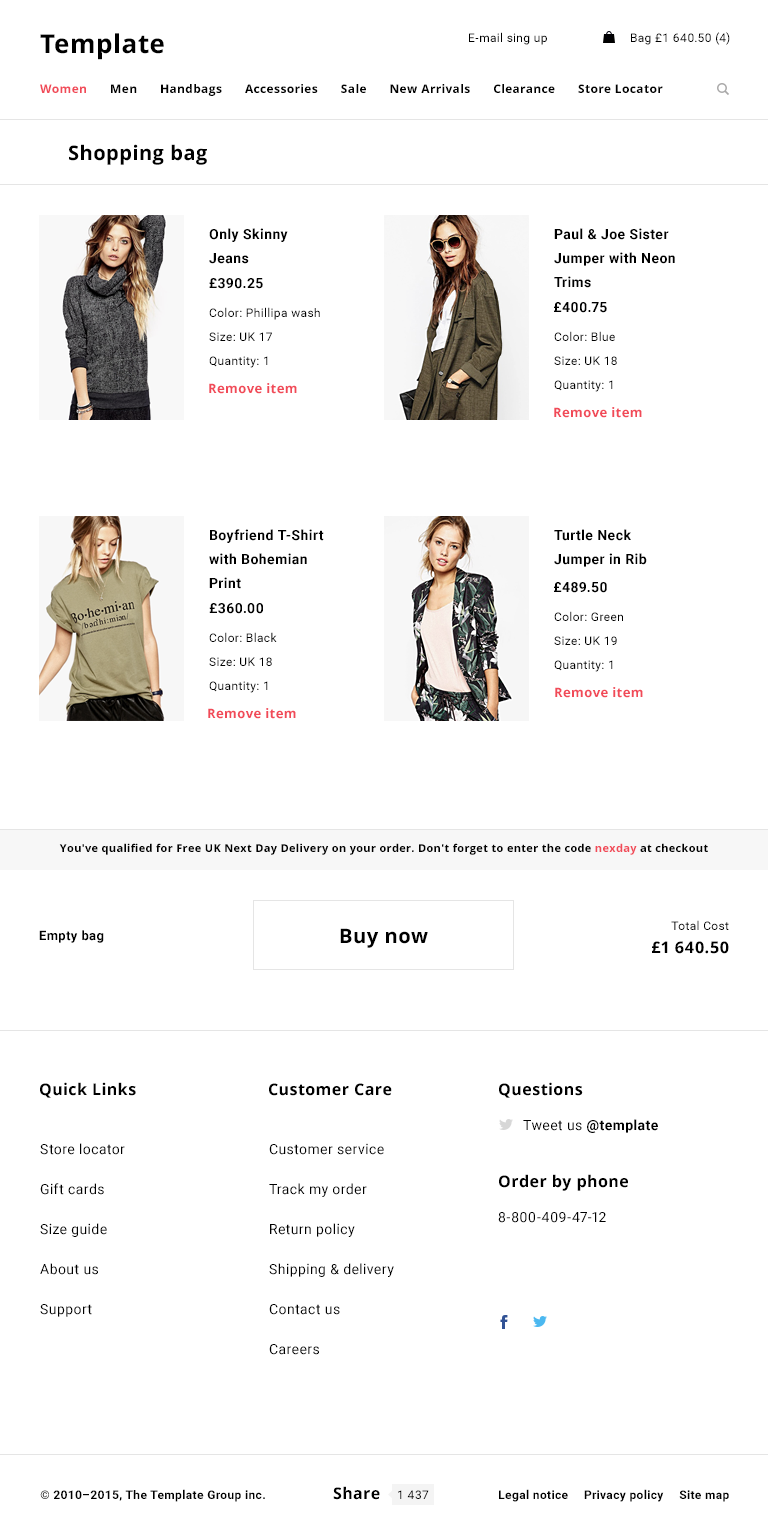 Template
E-mail sing up
Bag £1 640.50 (4)
Women Men Handbags Accessories Sale New Arrivals Clearance Store Locator
Shopping bag
Only Skinny
Jeans
£390.25
Color: Phillipa wash
Size: UK 17
Quantity: 1
Remove item
Paul & Joe Sister
Jumper with Neon
Trims
£400.75
Color: Blue
Size: UK 18
Quantity: 1
Remove item
Bo·he·mi·an
Boyfriend T-Shirt
with Bohemian
Print
£360.00
Color: Black
Size: UK 18
Quantity: 1
Remove item
Turtle Neck
Jumper in Rib
£489.50
Color: Green
Size: UK 19
Quantity: 1
Remove item
You've qualified for Free UK Next Day Delivery on your order. Don't forget to enter the code nexday at checkout
Empty bag
Buy now
Total Cost
£1 640.50
Quick Links
Store locator
Gift cards
Size guide
About us
Support
Customer Care
Customer service
Track my order
Return policy
Shipping & delivery
Contact us
Careers
Questions
Tweet us @template
Order by phone
8-800-409-47-12
© 2010–2015, The Template Group inc.
Share 1 437
Legal notice Privacy policy Site map